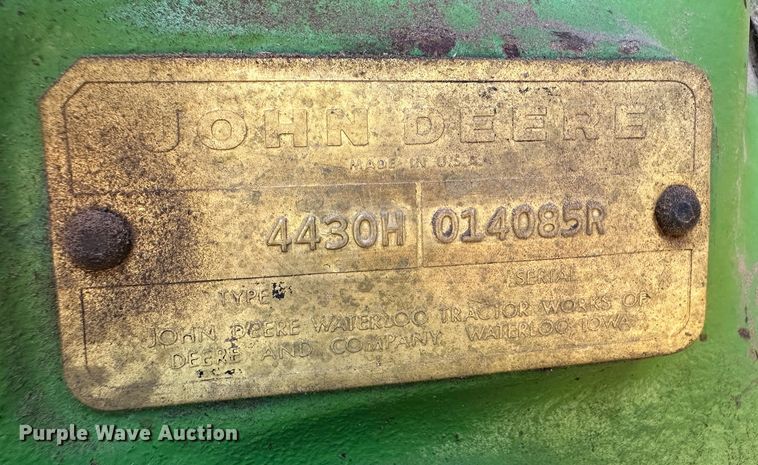 JOHN DEERE
MADE IN U.S.A.
4430H 014085R
TYPE SERIAL
JOHN DEERE WATERLOO TRACTOR WORKS OF
DEERE AND COMPANY, WATERLOO, IOWA
Purple Wave Auction